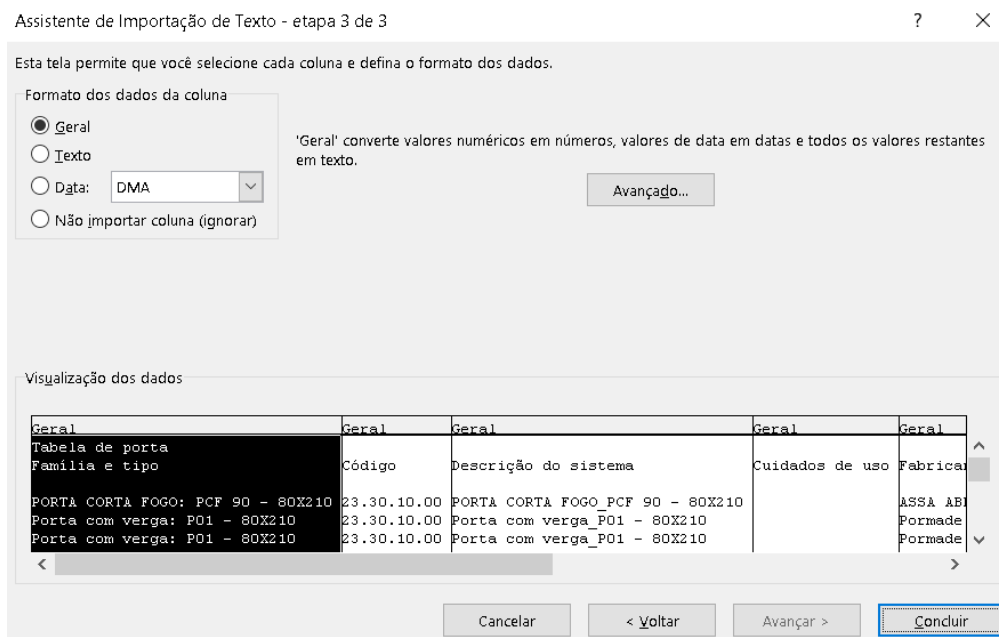 Assistente de Importação de Texto - etapa 3 de 3
?
Esta tela permite que você selecione cada coluna e defina o formato dos dados.
Formato dos dados da coluna
Geral
Texto
Data: DMA
Não importar coluna (ignorar)
'Geral' converte valores numéricos em números, valores de data em datas e todos os valores restantes
em texto.
Avançado...
Visualização dos dados
Geral Geral Geral Geral Geral
Tabela de porta
Família e tipo Código Descrição do sistema Cuidados de uso Fabrica
PORTA CORTA FOGO: PCF 90 - 80X210 23.30.10.00 PORTA CORTA FOGO_PCF 90 - 80X210 ASSA AB
Porta com verga: P01 - 80X210 23.30.10.00 Porta com verga_P01 - 80X210 Pormade
Porta com verga: P01 - 80X210 23.30.10.00 Porta com verga_P01 - 80X210 Pormade
Cancelar < Voltar Avançar > Concluir